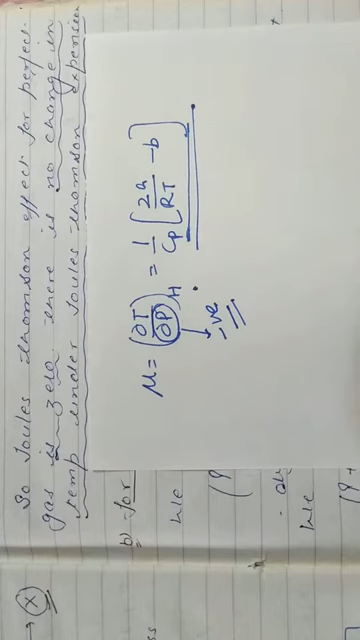 So Joules thomson effect for perfect
gas is zero there is no change in
temp under Joules-thomson expension
μ = (∂T/∂P)H = 1/Cp [2a/RT - b]
-ve
b) for
→ (x)